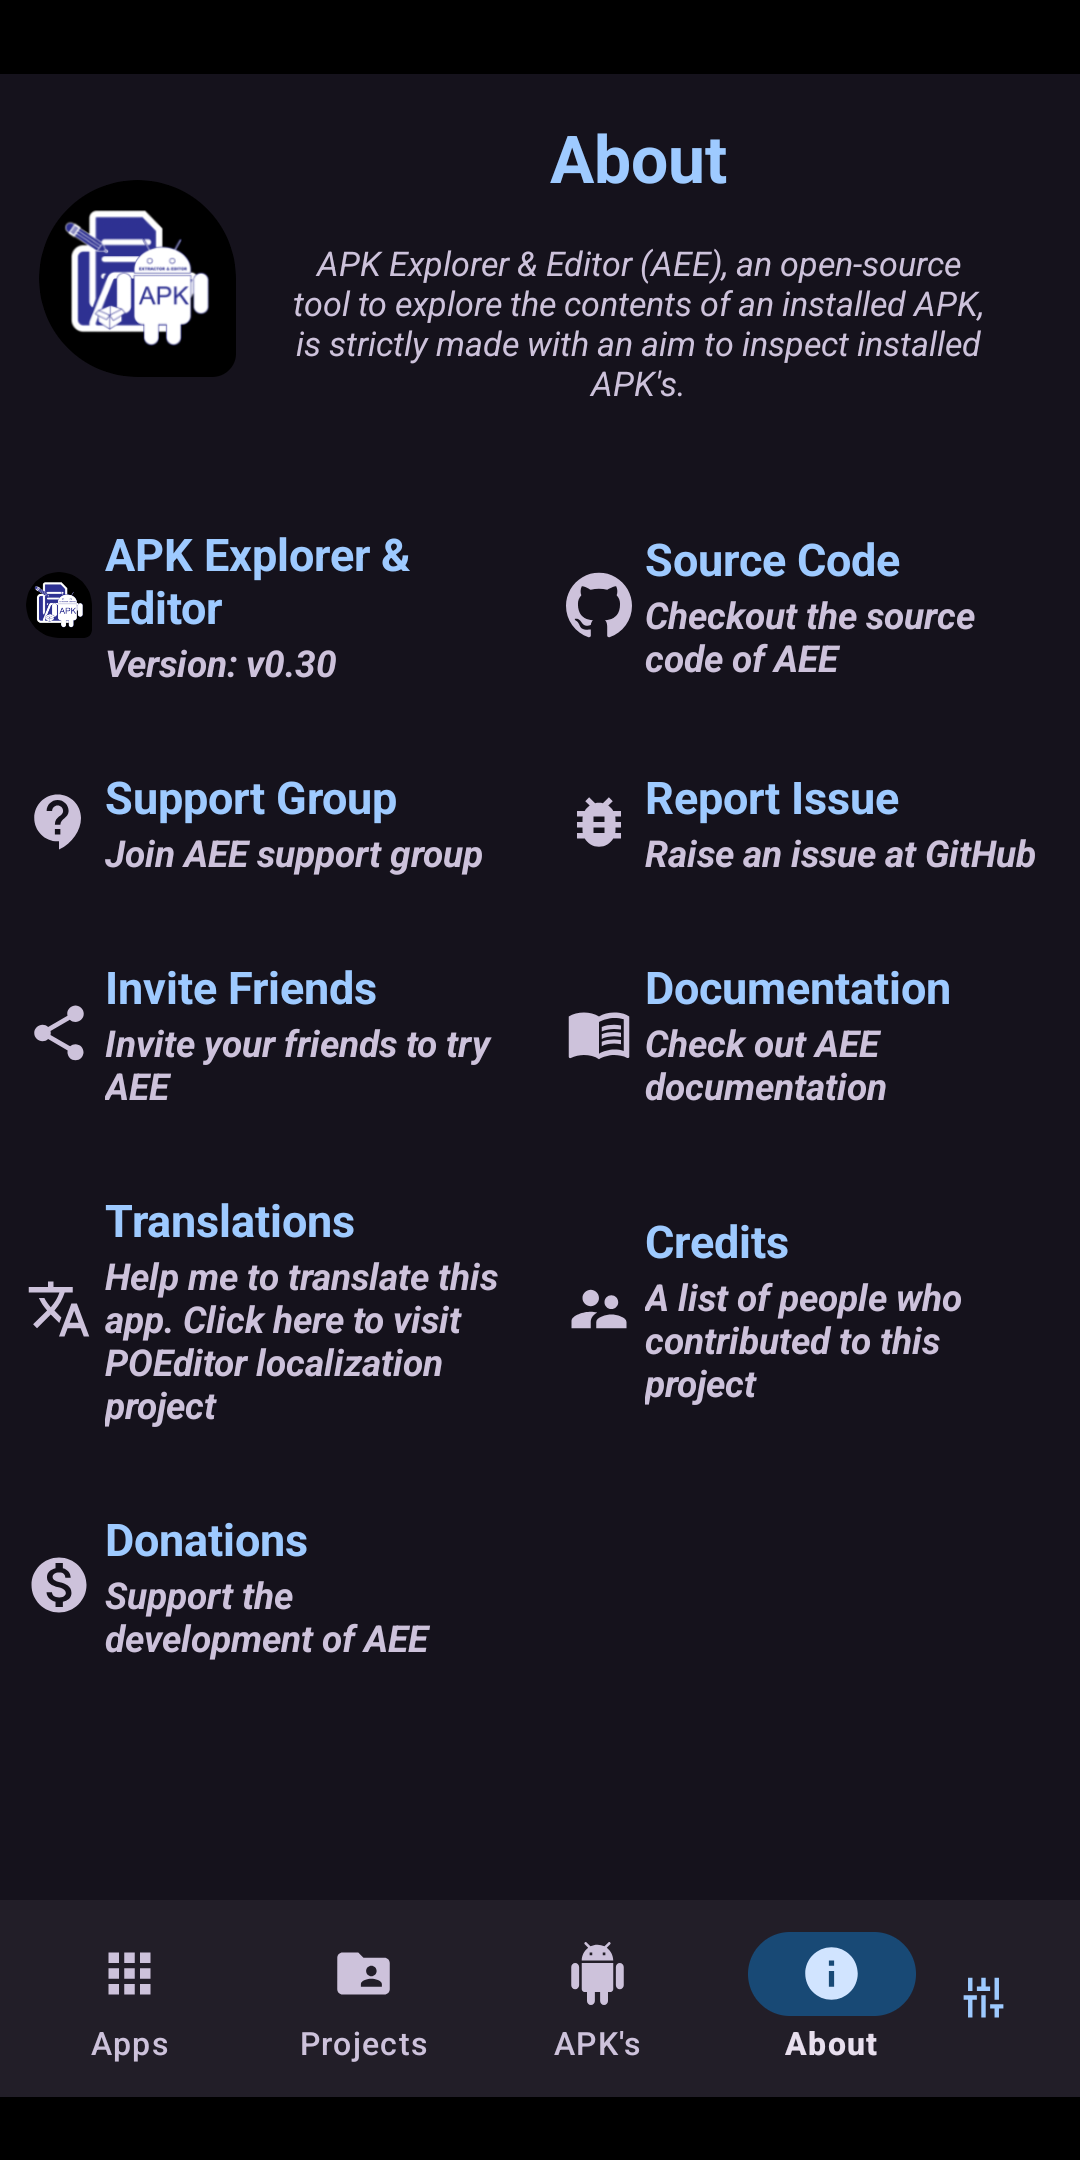 About
APK Explorer & Editor (AEE), an open-source
tool to explore the contents of an installed APK,
is strictly made with an aim to inspect installed
APK's.
EXTRACTOR & EDITOR
APK
APK Explorer &
Editor
Version: v0.30
APK
Source Code
Checkout the source
code of AEE
Support Group
Join AEE support group
Report Issue
Raise an issue at GitHub
Invite Friends
Invite your friends to try
AEE
Documentation
Check out AEE
documentation
Translations
Help me to translate this
app. Click here to visit
POEditor localization
project
Credits
A list of people who
contributed to this
project
Donations
Support the
development of AEE
Apps
Projects
APK's
About